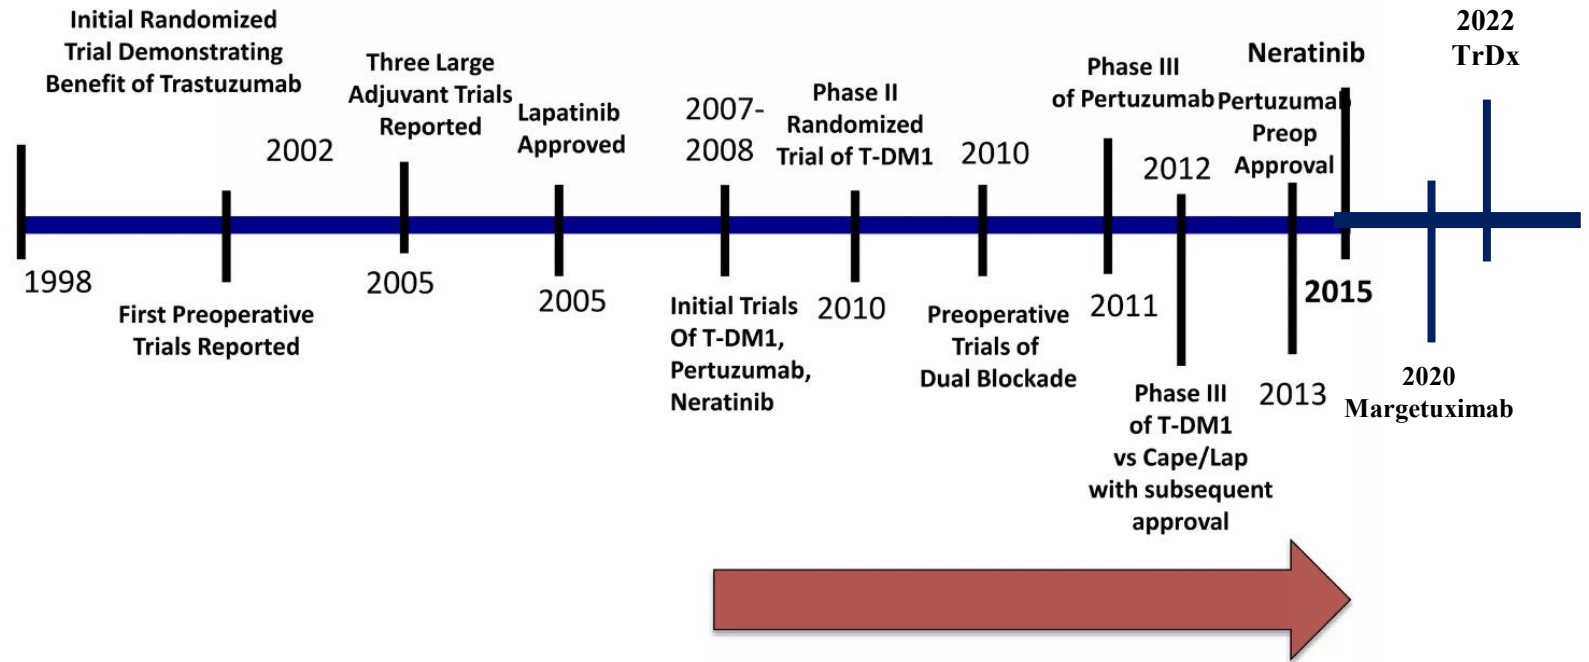 Initial Randomized
Trial Demonstrating
Benefit of Trastuzumab
1998
2002
First Preoperative
Trials Reported
Three Large
Adjuvant Trials
Reported
2005
Lapatinib
Approved
2005
2007-
2008
Initial Trials
Of T-DM1,
Pertuzumab,
Neratinib
Phase II
Randomized
Trial of T-DM1
2010
2010
Preoperative
Trials of
Dual Blockade
Phase III
of Pertuzumab
2011
2012
Phase III
of T-DM1
vs Cape/Lap
with subsequent
approval
Pertuzumab
Preop
Approval
2013
Neratinib
2015
2020
Margetuximab
2022
TrDx